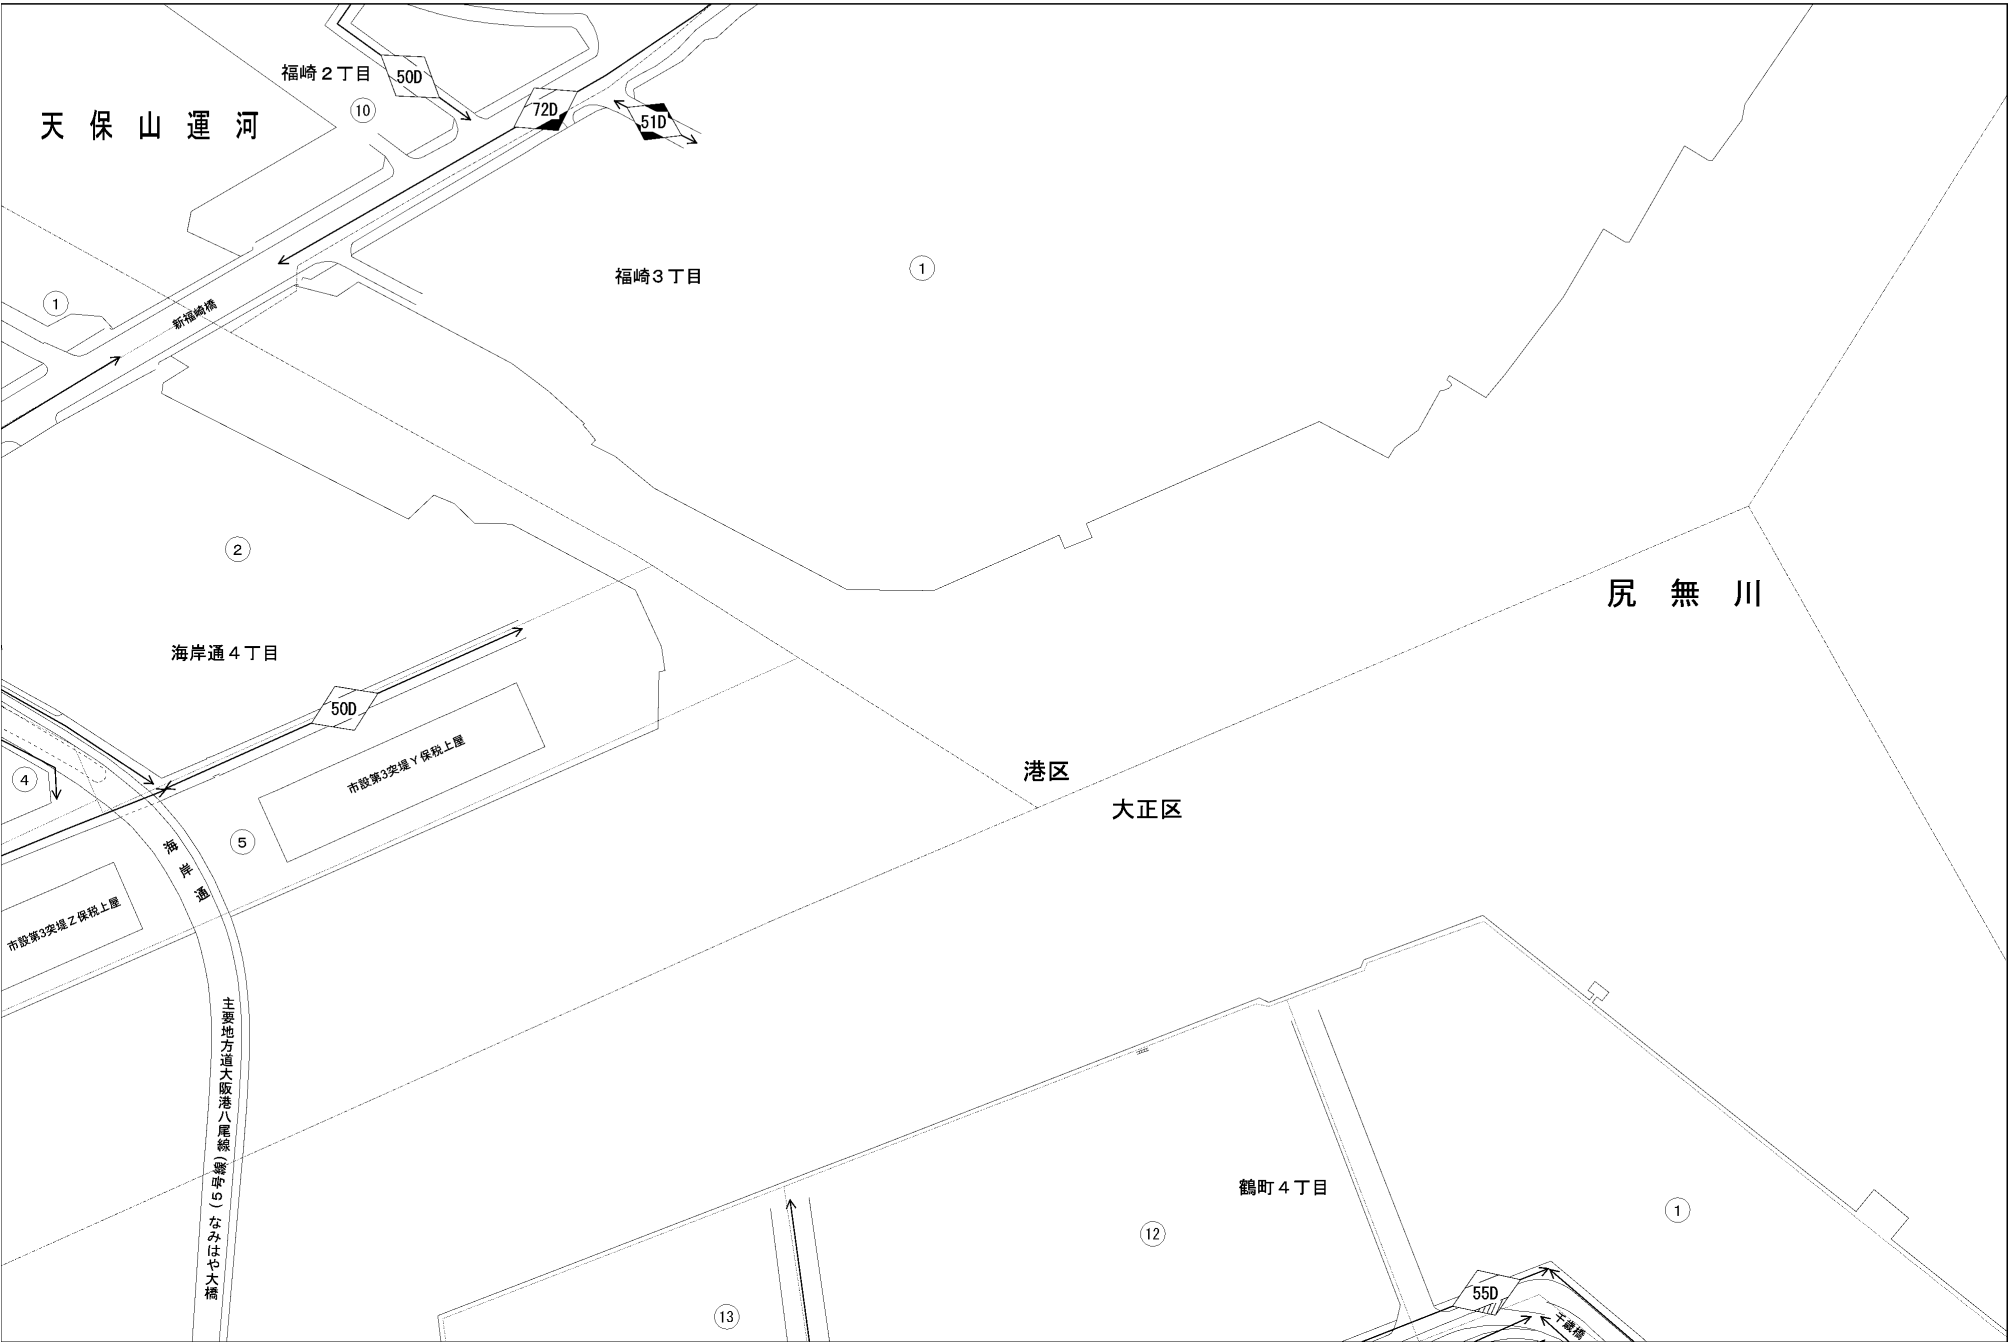 福崎２丁目
50D
72D
51D
10
天保山運河
福崎３丁目
1
1
新福崎橋
2
尻無川
海岸通４丁目
50D
市設第3突堤Ｙ保税上屋
港区
大正区
4
5
海岸通
市設第3突堤Ｚ保税上屋
主要地方道大阪港八尾線（５号線）なみはや大橋
鶴町４丁目
1
12
13
55D
千歳橋